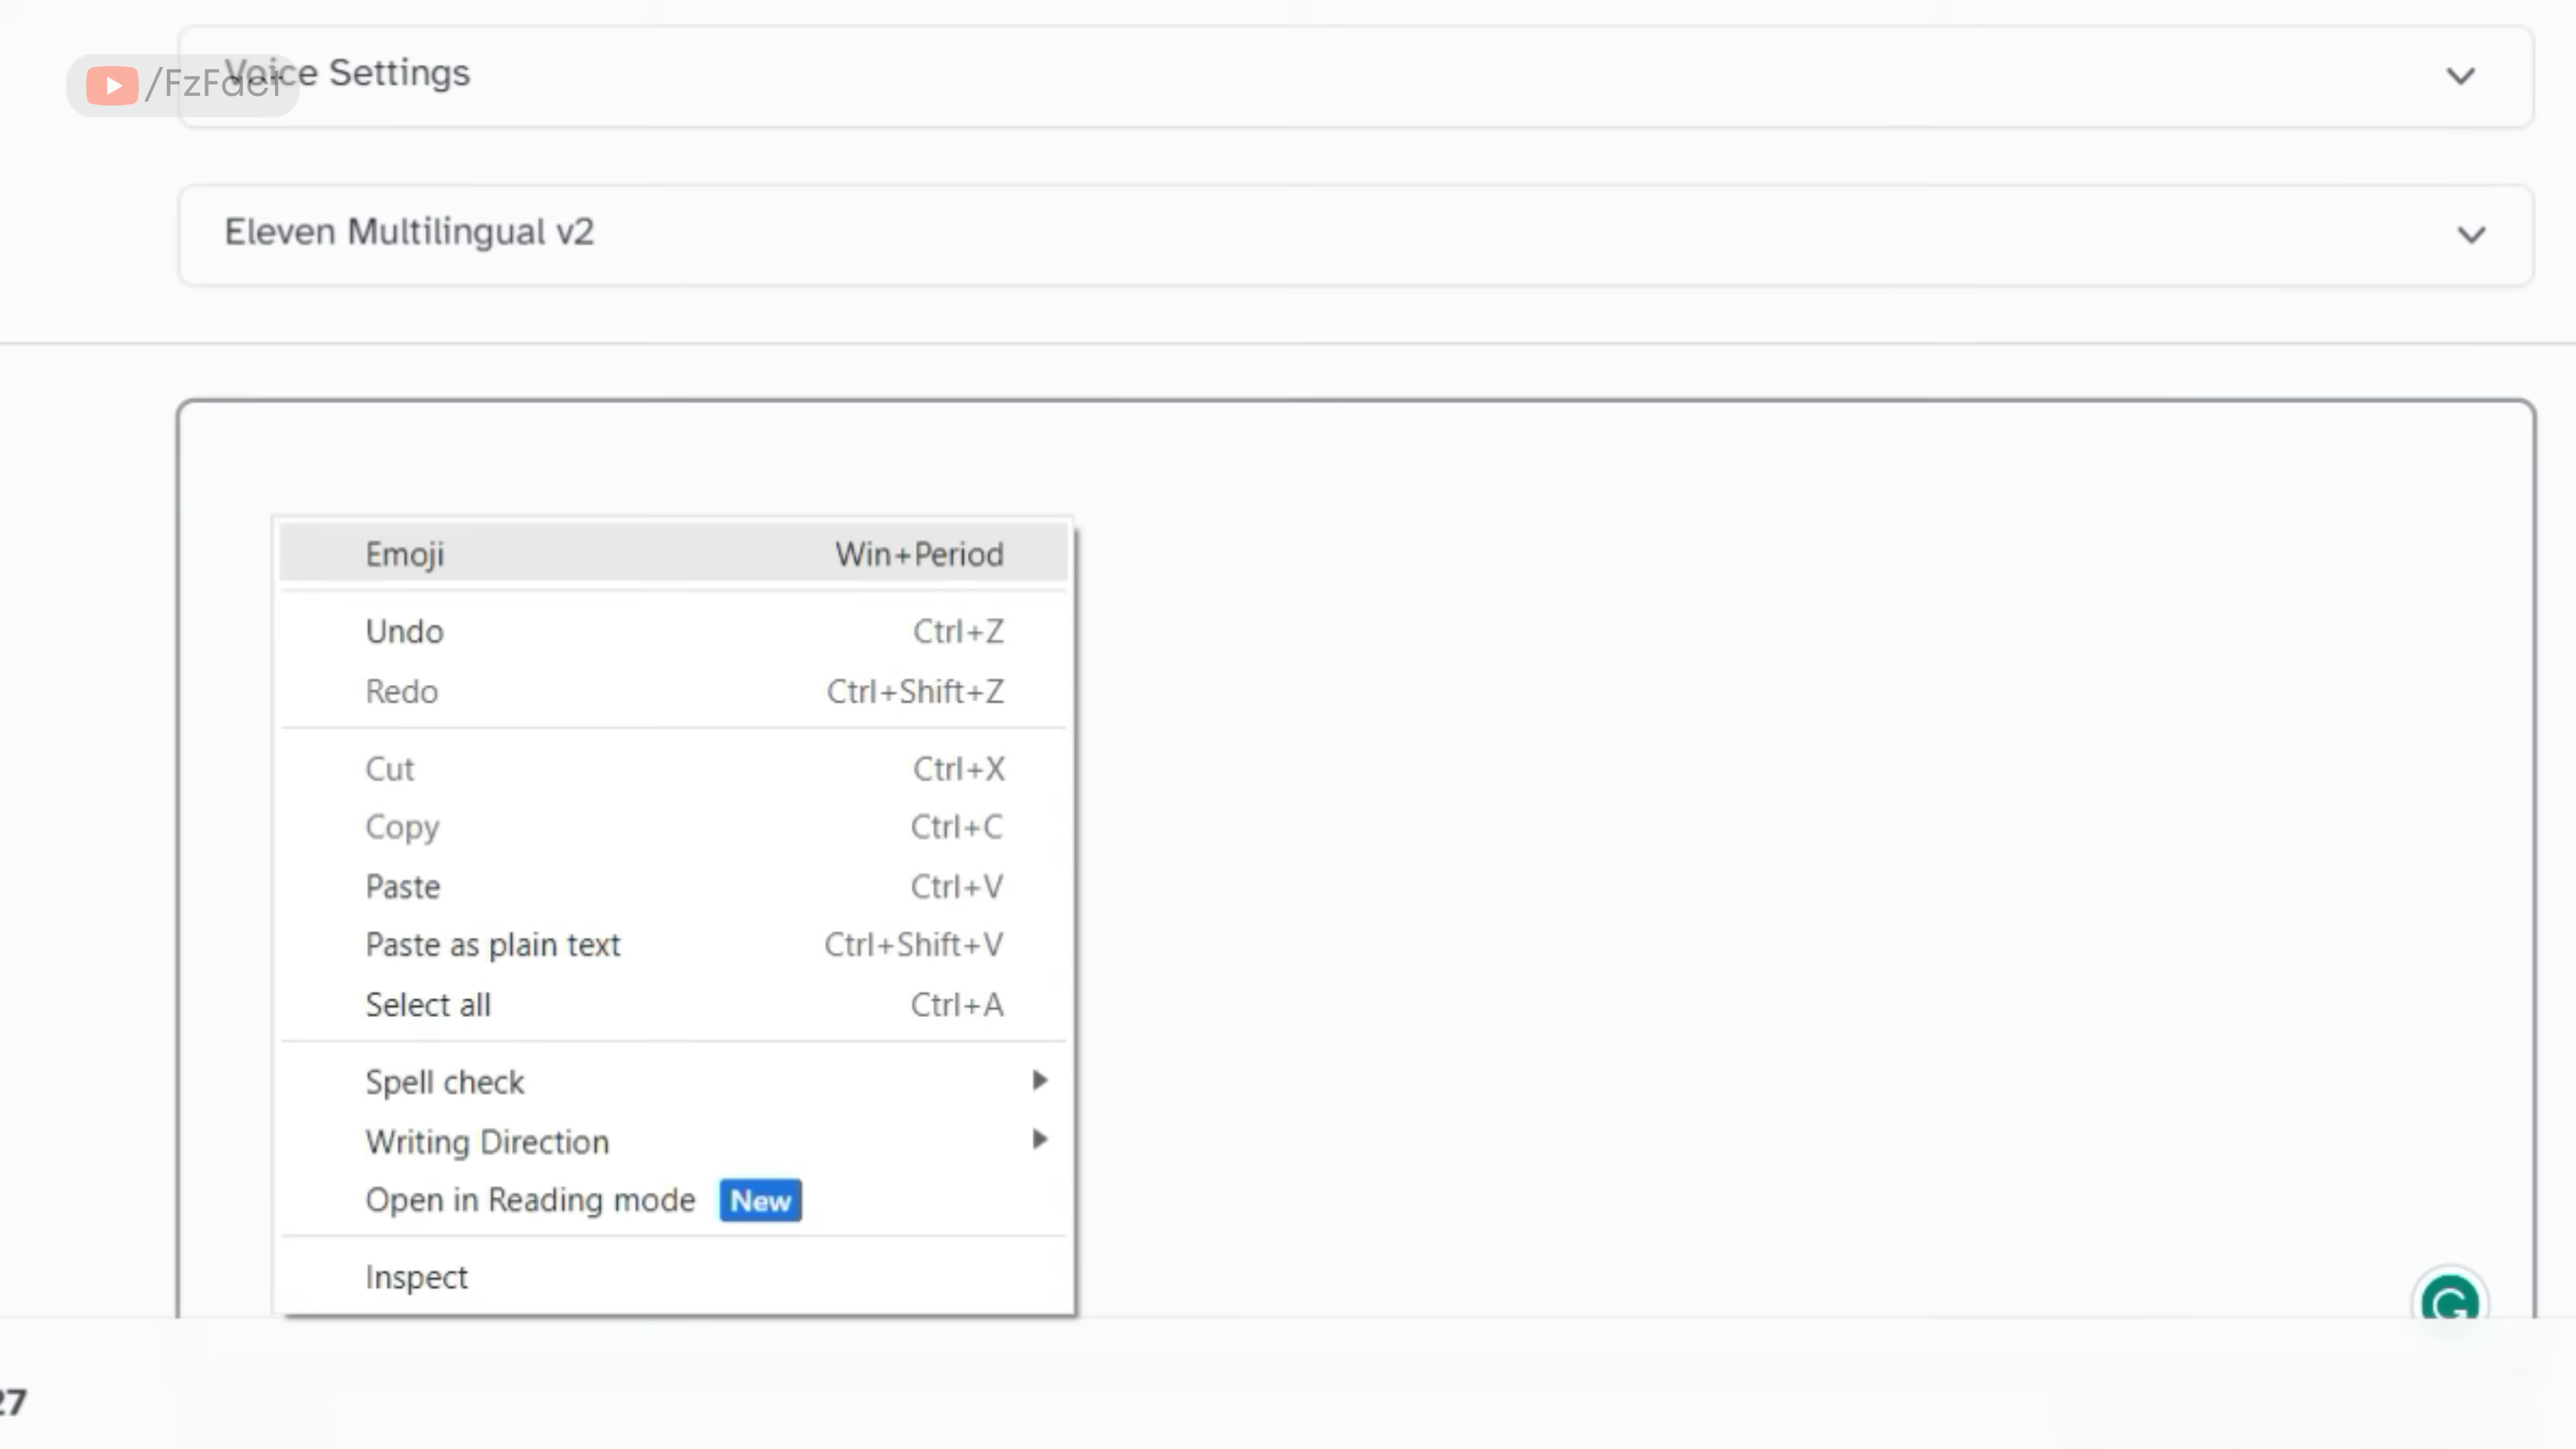 Voice Settings
/FzFaef
Eleven Multilingual v2
Emoji Win+Period
Undo Ctrl+Z
Redo Ctrl+Shift+Z
Cut Ctrl+X
Copy Ctrl+C
Paste Ctrl+V
Paste as plain text Ctrl+Shift+V
Select all Ctrl+A
Spell check
Writing Direction
Open in Reading mode New
Inspect
27